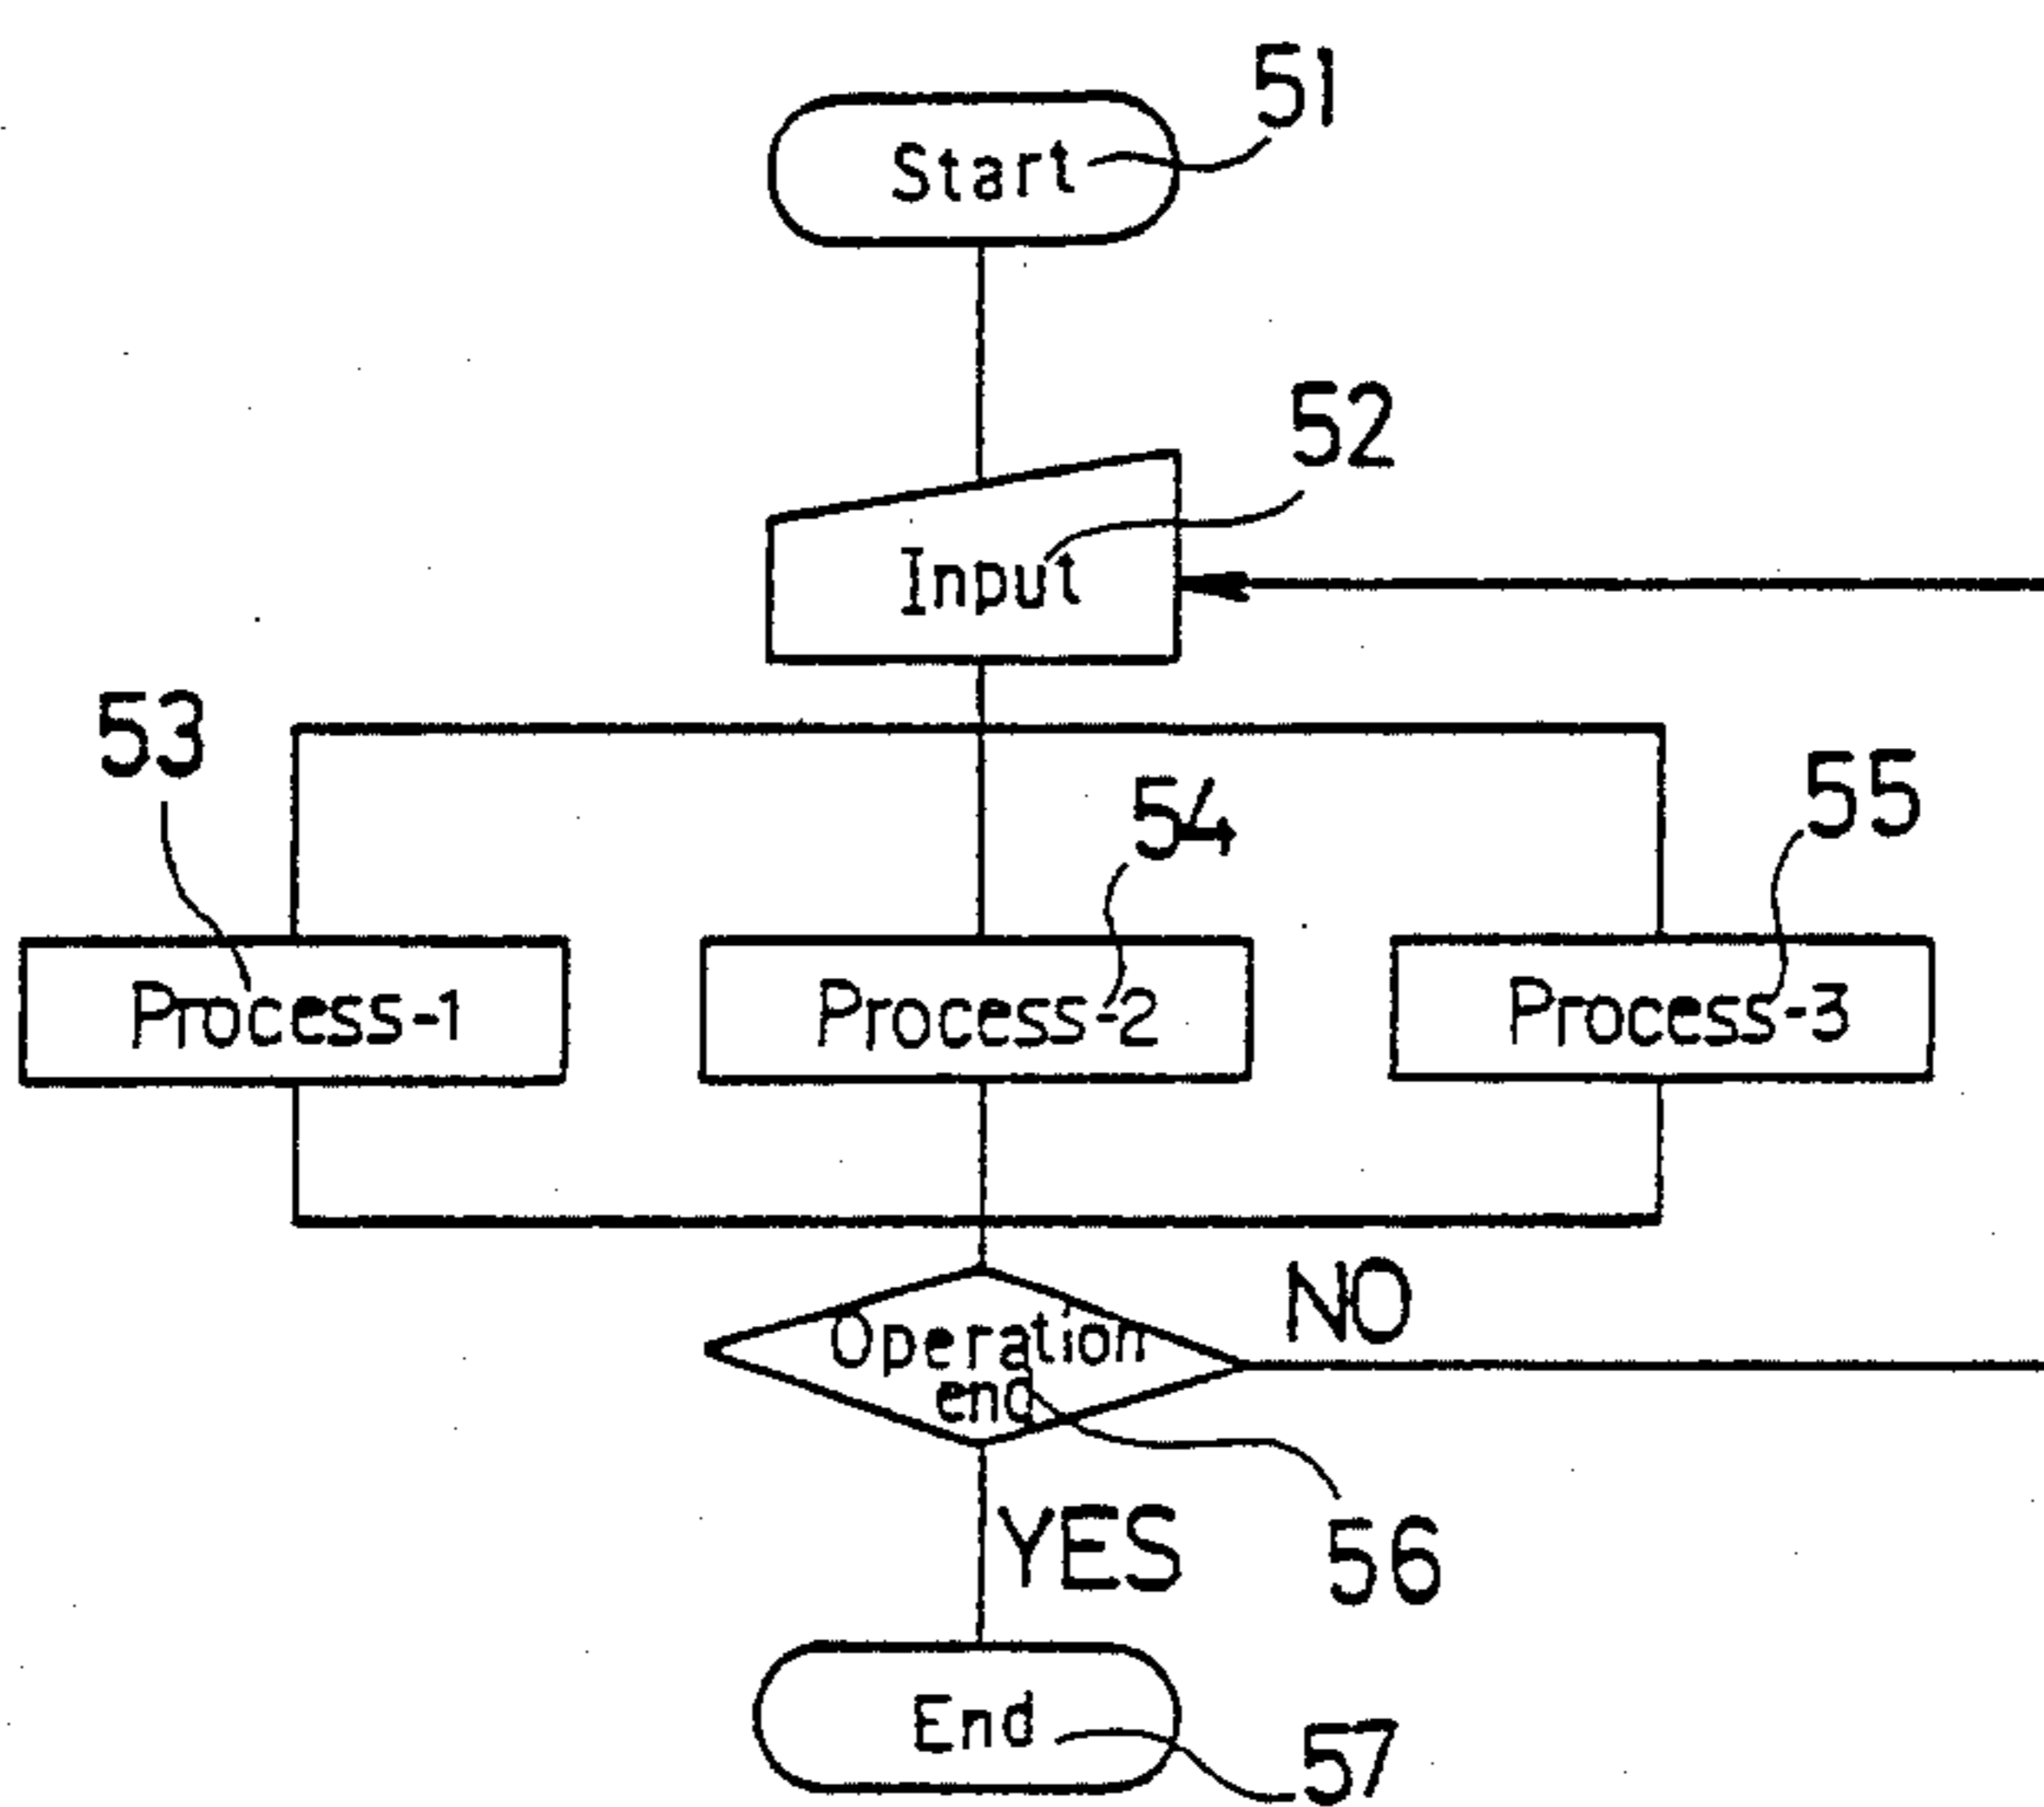 51
Start
52
Input
53
54
55
Process-1
Process-2
Process-3
NO
Operation
end
YES
56
End
57